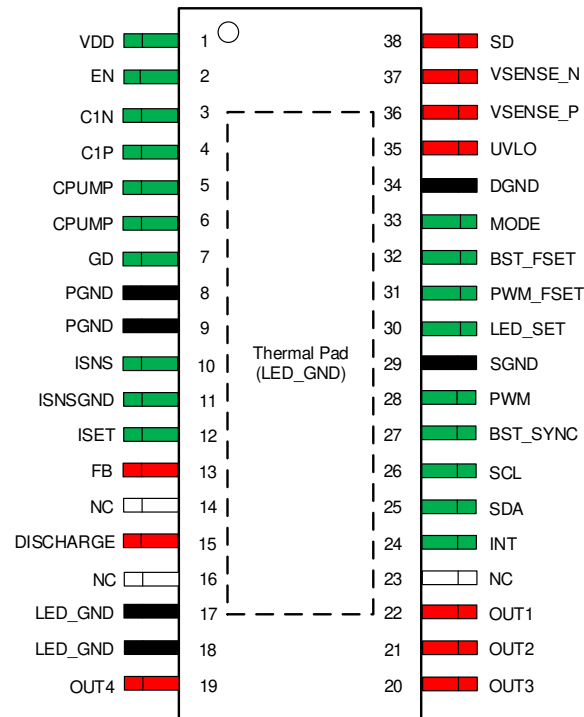 VDD 1 38 SD
EN 2 37 VSENSE_N
C1N 3 36 VSENSE_P
C1P 4 35 UVLO
CPUMP 5 34 DGND
CPUMP 6 33 MODE
GD 7 32 BST_FSET
PGND 8 31 PWM_FSET
PGND 9 30 LED_SET
Thermal Pad
(LED_GND)
ISNS 10 29 SGND
ISNSGND 11 28 PWM
ISET 12 27 BST_SYNC
FB 13 26 SCL
NC 14 25 SDA
DISCHARGE 15 24 INT
NC 16 23 NC
LED_GND 17 22 OUT1
LED_GND 18 21 OUT2
OUT4 19 20 OUT3